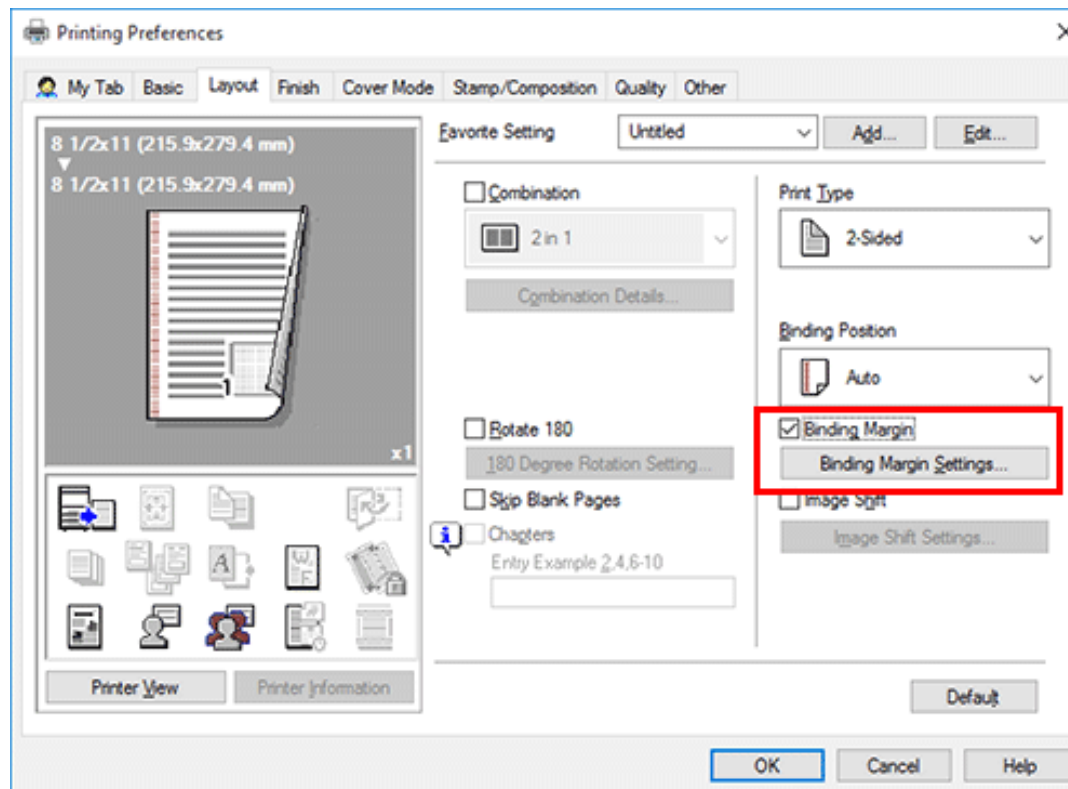 Printing Preferences
My Tab Basic Layout Finish Cover Mode Stamp/Composition Quality Other
8 1/2x11 (215.9x279.4 mm)
8 1/2x11 (215.9x279.4 mm)
1
x1
Printer View Printer Information
Favorite Setting Untitled Add... Edit...
Combination
2 in 1
Combination Details...
Rotate 180
180 Degree Rotation Setting...
Skip Blank Pages
Chapters
Entry Example 2,4,6-10
Print Type
2-Sided
Binding Position
Auto
Binding Margin
Binding Margin Settings...
Image Shift
Image Shift Settings...
Default
OK Cancel Help